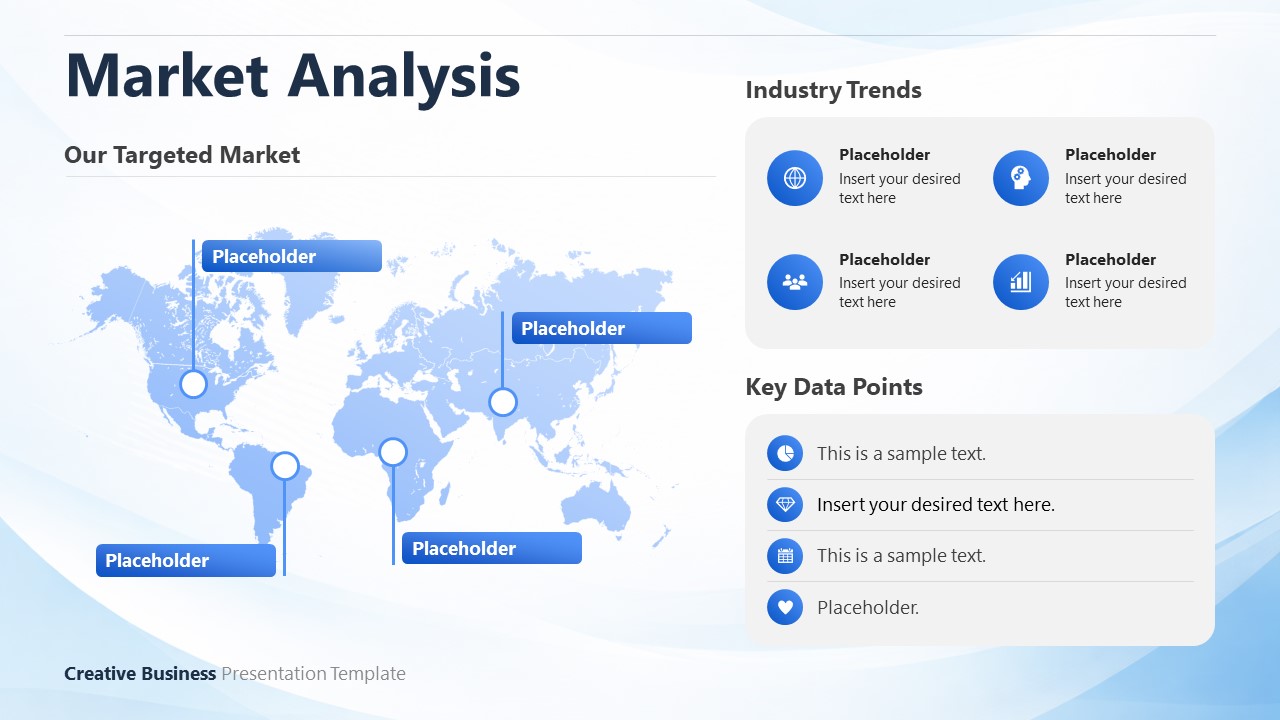 Market Analysis
Our Targeted Market
Placeholder
Placeholder
Placeholder
Placeholder
Industry Trends
Placeholder
Insert your desired
text here
Placeholder
Insert your desired
text here
Placeholder
Insert your desired
text here
Placeholder
Insert your desired
text here
Key Data Points
This is a sample text.
Insert your desired text here.
This is a sample text.
Placeholder.
Creative Business Presentation Template